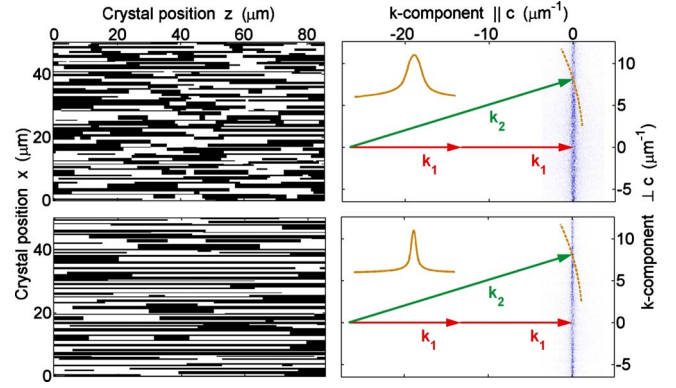 Crystal position z (μm)
k-component || c (μm⁻¹)
0 20 40 60 80
-20 -10 0
Crystal position x (μm)
40
20
0
k₂
k₁ k₁
10
5
0
-5
k-component ⊥ c (μm⁻¹)
40
20
0
k₂
k₁ k₁
10
5
0
-5